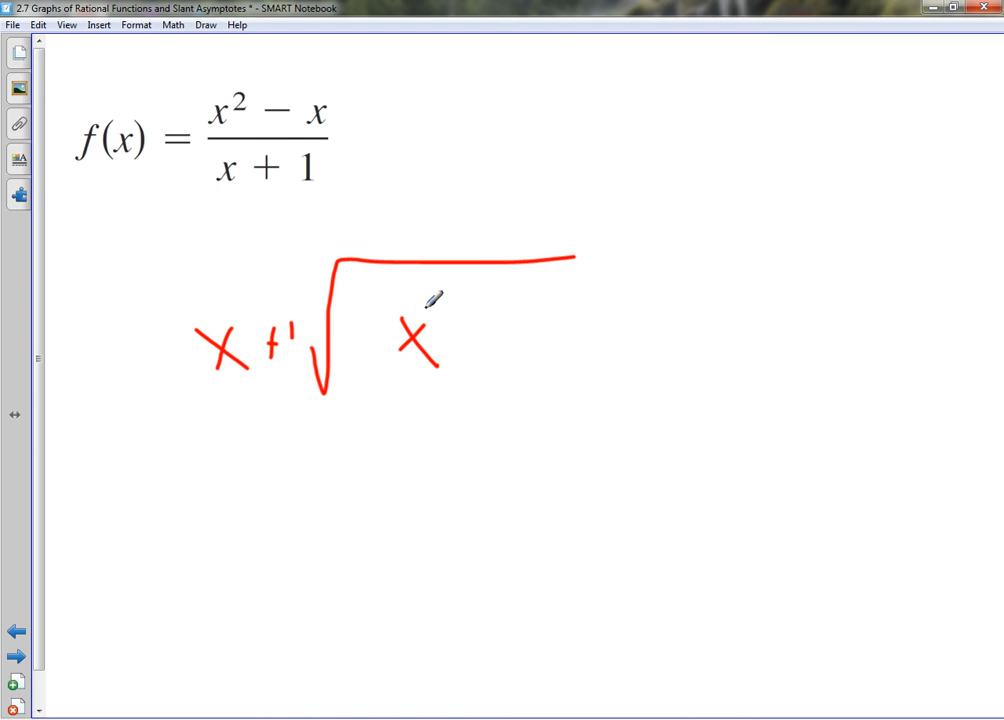 2.7 Graphs of Rational Functions and Slant Asymptotes * - SMART Notebook
File Edit View Insert Format Math Draw Help
f(x) = (x² − x)/(x + 1)
x + 1 √ x